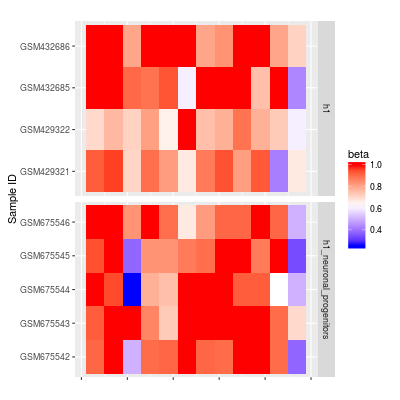 GSM432686
GSM432685
GSM429322
GSM429321
h1
GSM675546
GSM675545
GSM675544
GSM675543
GSM675542
h1_neuronal_progenitors
Sample ID
beta
1.0
0.8
0.6
0.4